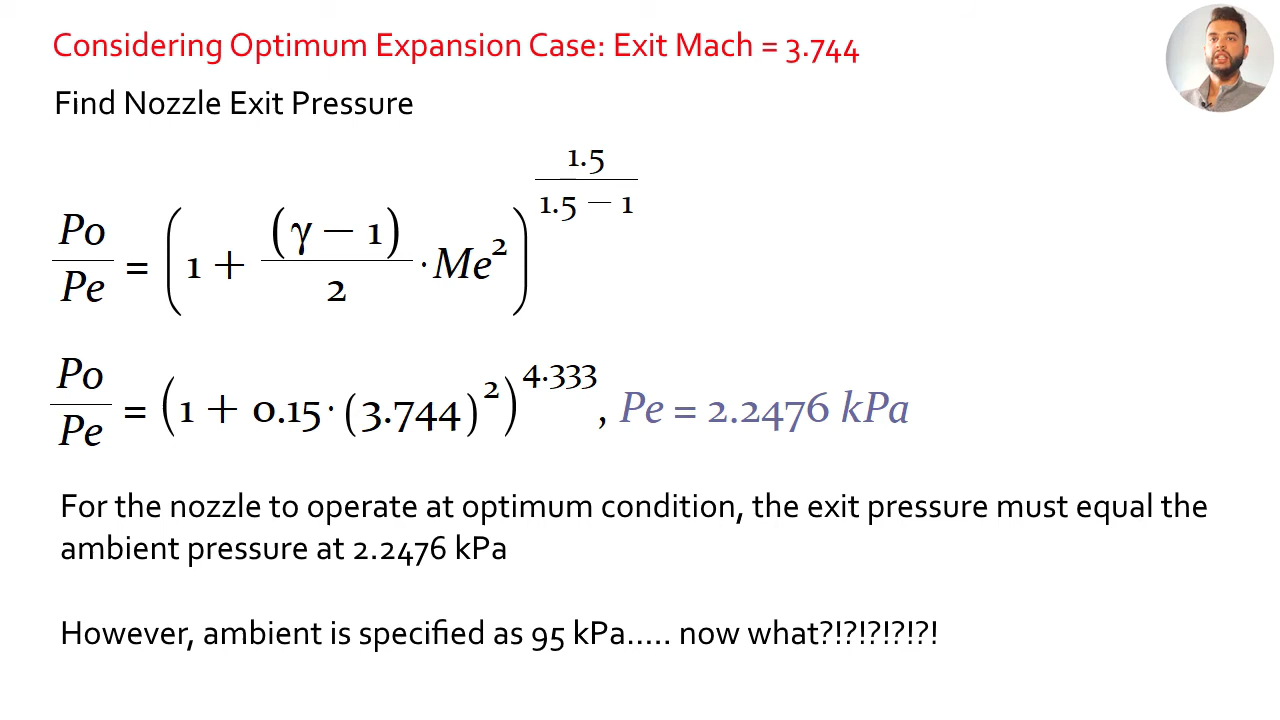 Considering Optimum Expansion Case: Exit Mach = 3.744
Find Nozzle Exit Pressure
Po/Pe = (1 + (γ − 1)/2 · Me²)^(1.5/(1.5 − 1))
Po/Pe = (1 + 0.15·(3.744)²)^4.333, Pe = 2.2476 kPa
For the nozzle to operate at optimum condition, the exit pressure must equal the
ambient pressure at 2.2476 kPa
However, ambient is specified as 95 kPa..... now what?!?!?!?!?!